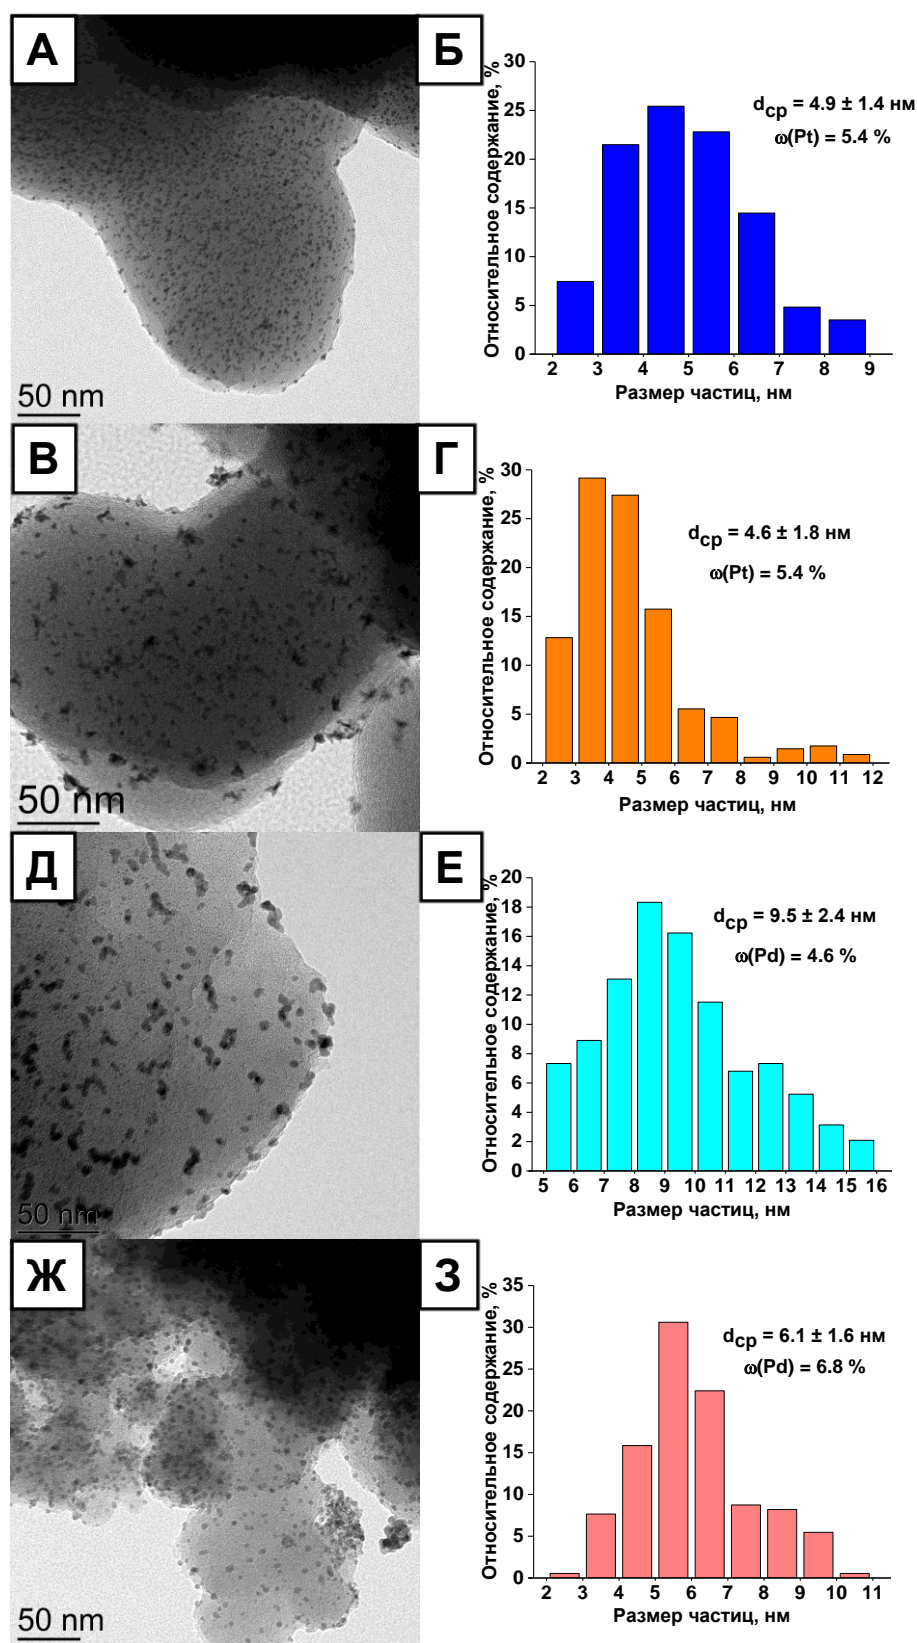 А
50 nm
Б
Относительное содержание, %
30
25
20
15
10
5
0
d_ср = 4.9 ± 1.4 нм
ω(Pt) = 5.4 %
2 3 4 5 6 7 8 9
Размер частиц, нм
В
50 nm
Г
Относительное содержание, %
30
25
20
15
10
5
0
d_ср = 4.6 ± 1.8 нм
ω(Pt) = 5.4 %
2 3 4 5 6 7 8 9 10 11 12
Размер частиц, нм
Д
50 nm
Е
Относительное содержание, %
20
18
16
14
12
10
8
6
4
2
0
d_ср = 9.5 ± 2.4 нм
ω(Pd) = 4.6 %
5 6 7 8 9 10 11 12 13 14 15 16
Размер частиц, нм
Ж
50 nm
З
Относительное содержание, %
35
30
25
20
15
10
5
0
d_ср = 6.1 ± 1.6 нм
ω(Pd) = 6.8 %
2 3 4 5 6 7 8 9 10 11
Размер частиц, нм